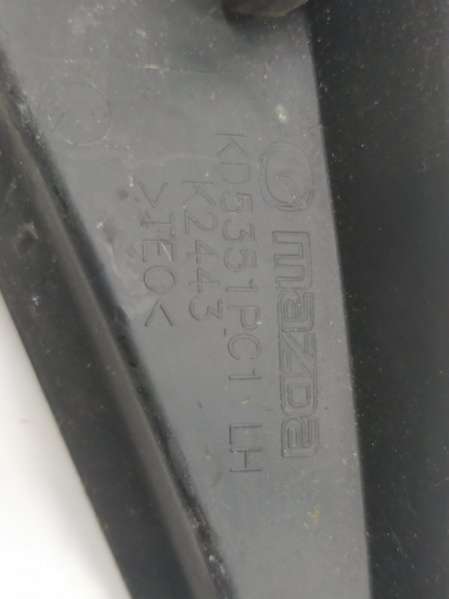 mazda
KD5351PC1 LH
K2443
>TEO<